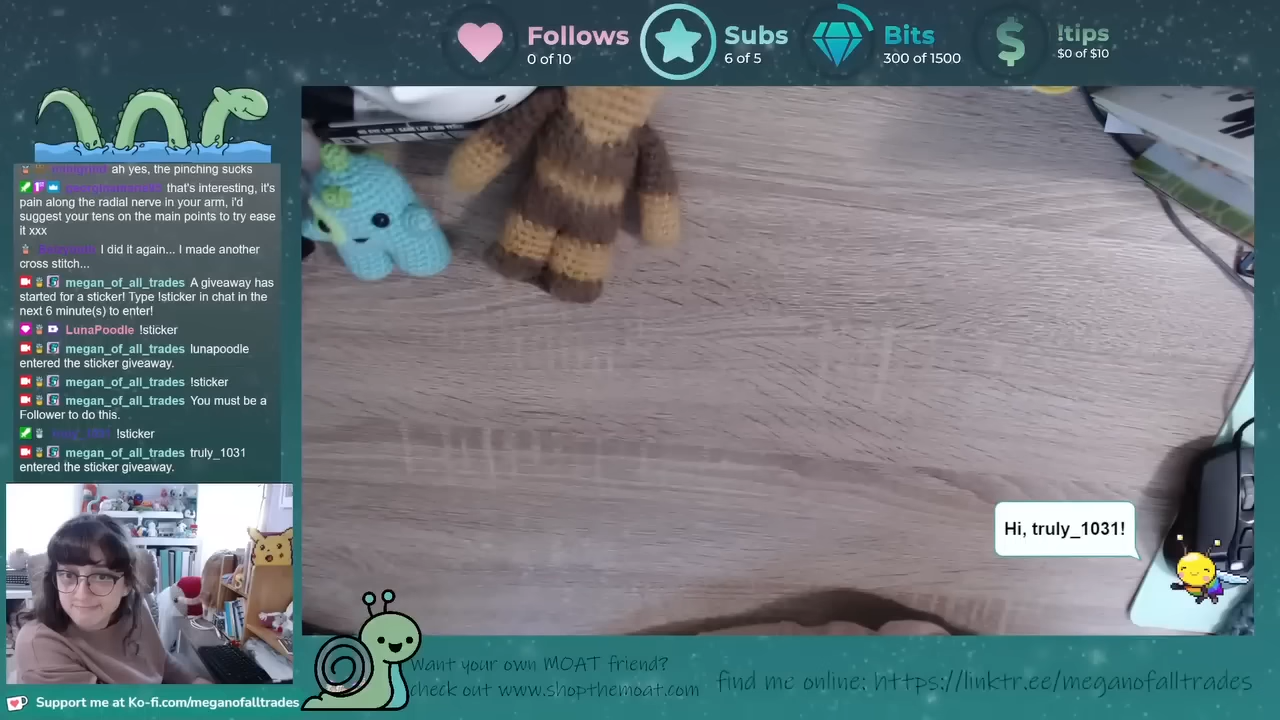 Follows
0 of 10
Subs
6 of 5
Bits
300 of 1500
!tips
$0 of $10
ah yes, the pinching sucks
that's interesting, it's
pain along the radial nerve in your arm, i'd
suggest your tens on the main points to try ease
it xxx
I did it again... I made another
cross stitch...
megan_of_all_trades A giveaway has
started for a sticker! Type !sticker in chat in the
next 6 minute(s) to enter!
LunaPoodle !sticker
megan_of_all_trades lunapoodle
entered the sticker giveaway.
megan_of_all_trades !sticker
megan_of_all_trades You must be a
Follower to do this.
truly_1031 !sticker
megan_of_all_trades truly_1031
entered the sticker giveaway.
Hi, truly_1031!
Want your own MOAT friend?
check out www.shopthemoat.com
find me online: https://linktr.ee/meganofalltrades
Support me at Ko-fi.com/meganofalltrades